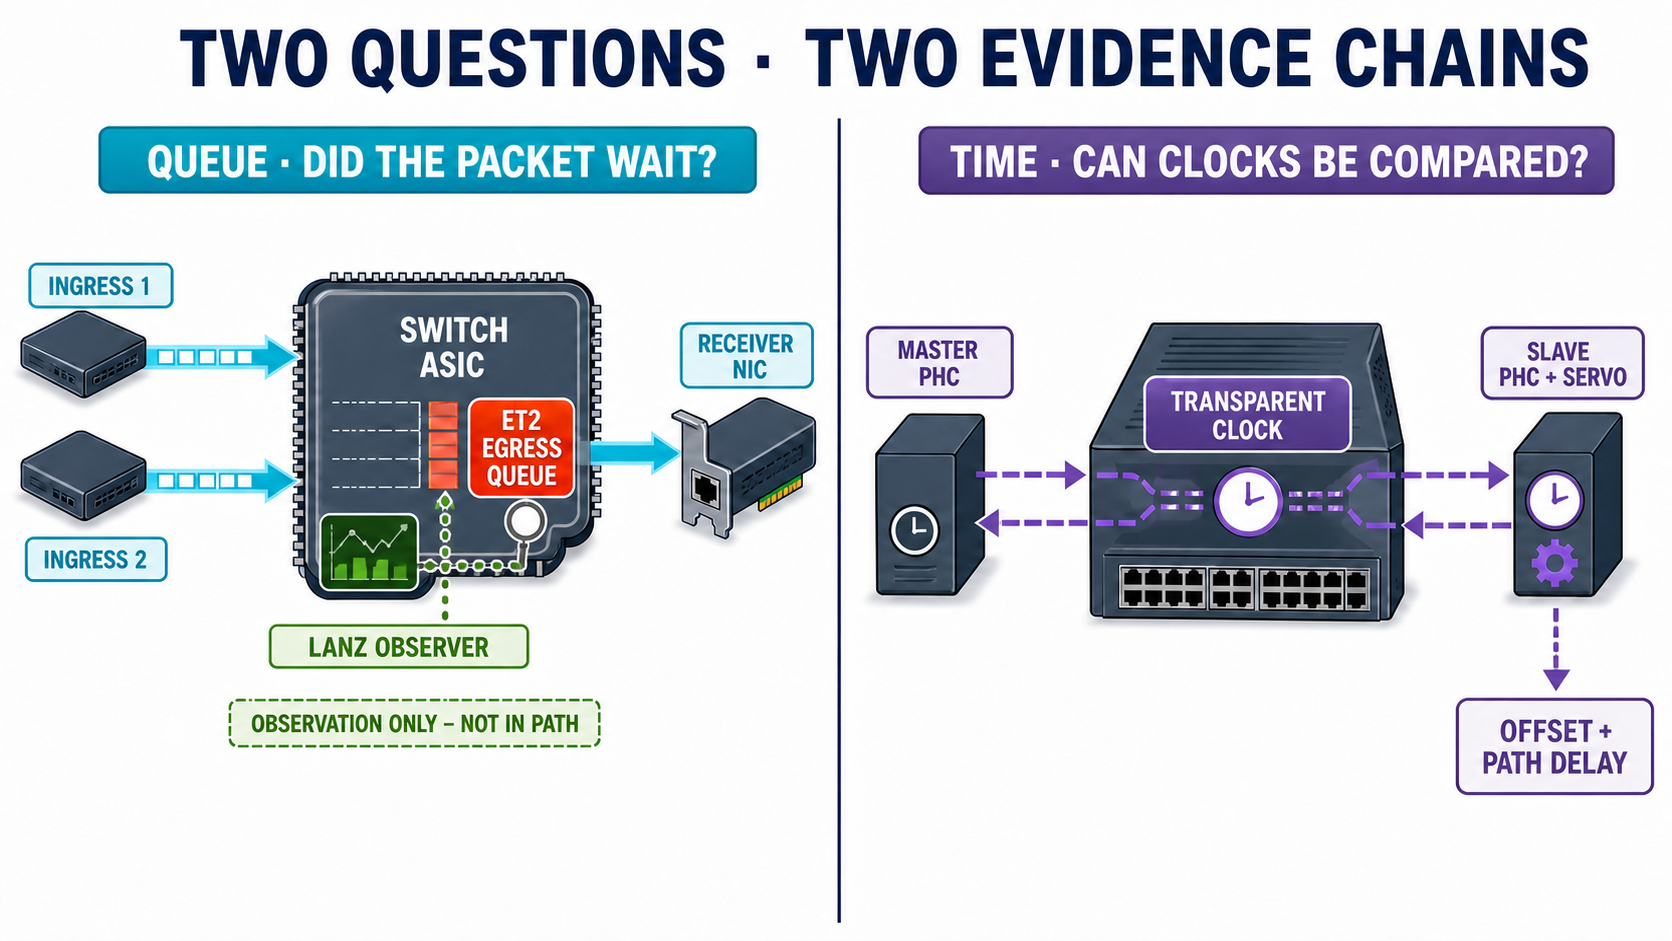 TWO QUESTIONS · TWO EVIDENCE CHAINS
QUEUE · DID THE PACKET WAIT?
INGRESS 1
SWITCH
ASIC
ET2
EGRESS
QUEUE
RECEIVER
NIC
INGRESS 2
LANZ OBSERVER
OBSERVATION ONLY – NOT IN PATH
TIME · CAN CLOCKS BE COMPARED?
MASTER
PHC
TRANSPARENT
CLOCK
SLAVE
PHC + SERVO
OFFSET +
PATH DELAY